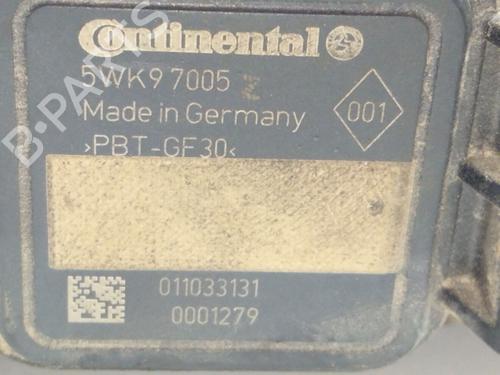 Continental
5WK9 7005 Z
Made in Germany
001
>PBT-GF30<
011033131
0001279
B-PARTS